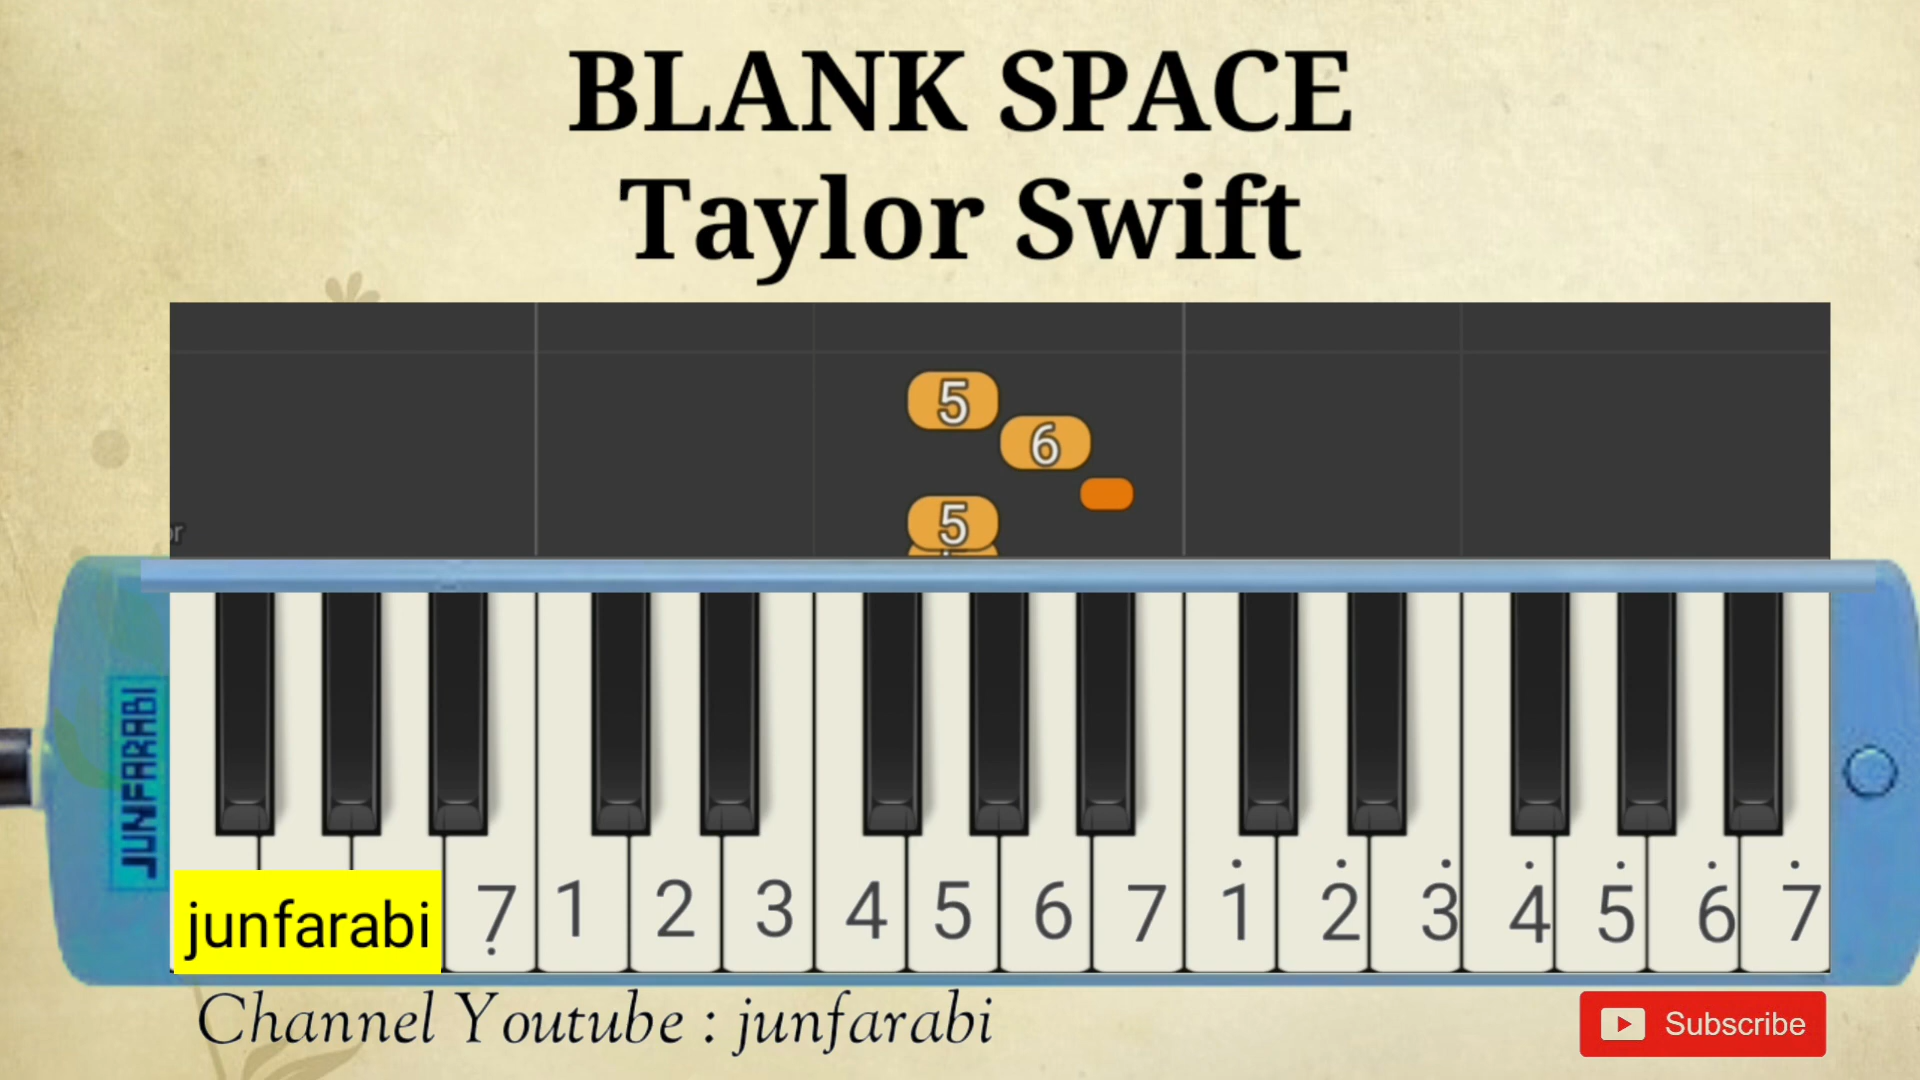 BLANK SPACE
Taylor Swift
5
6
or
5
JUNFARABI
junfarabi 7̣ 1 2 3 4 5 6 7 1̇ 2̇ 3̇ 4̇ 5̇ 6̇ 7̇
Channel Youtube : junfarabi
Subscribe